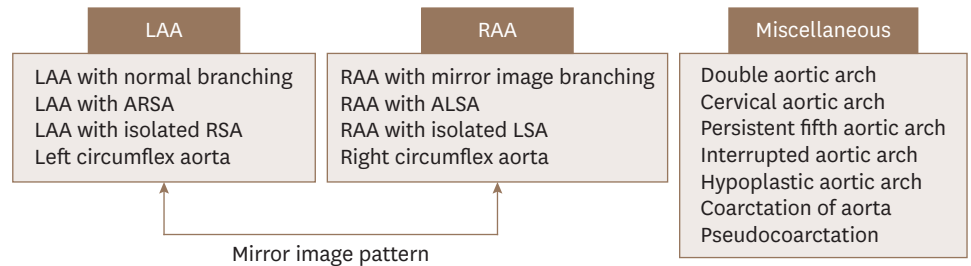 LAA
LAA with normal branching
LAA with ARSA
LAA with isolated RSA
Left circumflex aorta
RAA
RAA with mirror image branching
RAA with ALSA
RAA with isolated LSA
Right circumflex aorta
Miscellaneous
Double aortic arch
Cervical aortic arch
Persistent fifth aortic arch
Interrupted aortic arch
Hypoplastic aortic arch
Coarctation of aorta
Pseudocoarctation
Mirror image pattern